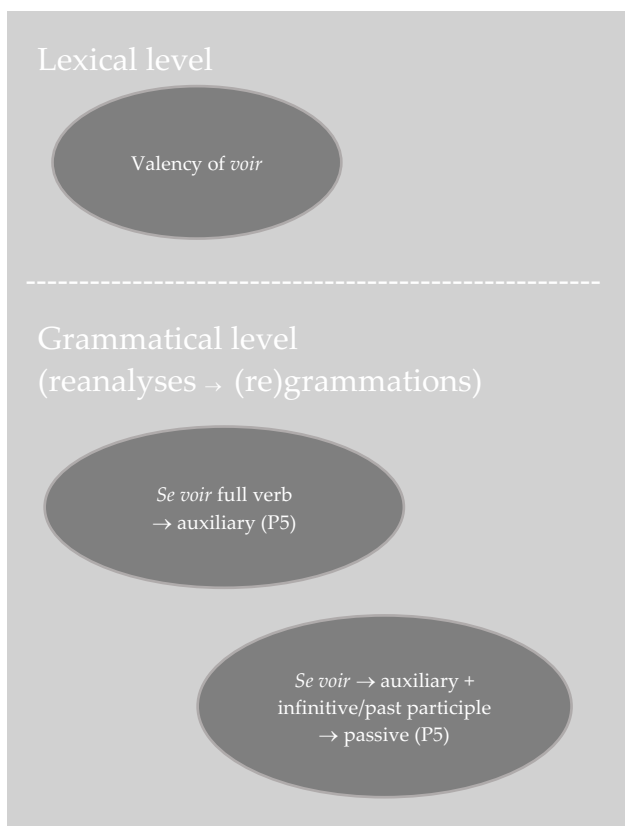 Lexical level
Valency of voir
Grammatical level
(reanalyses → (re)grammations)
Se voir full verb
→ auxiliary (P5)
Se voir → auxiliary +
infinitive/past participle
→ passive (P5)